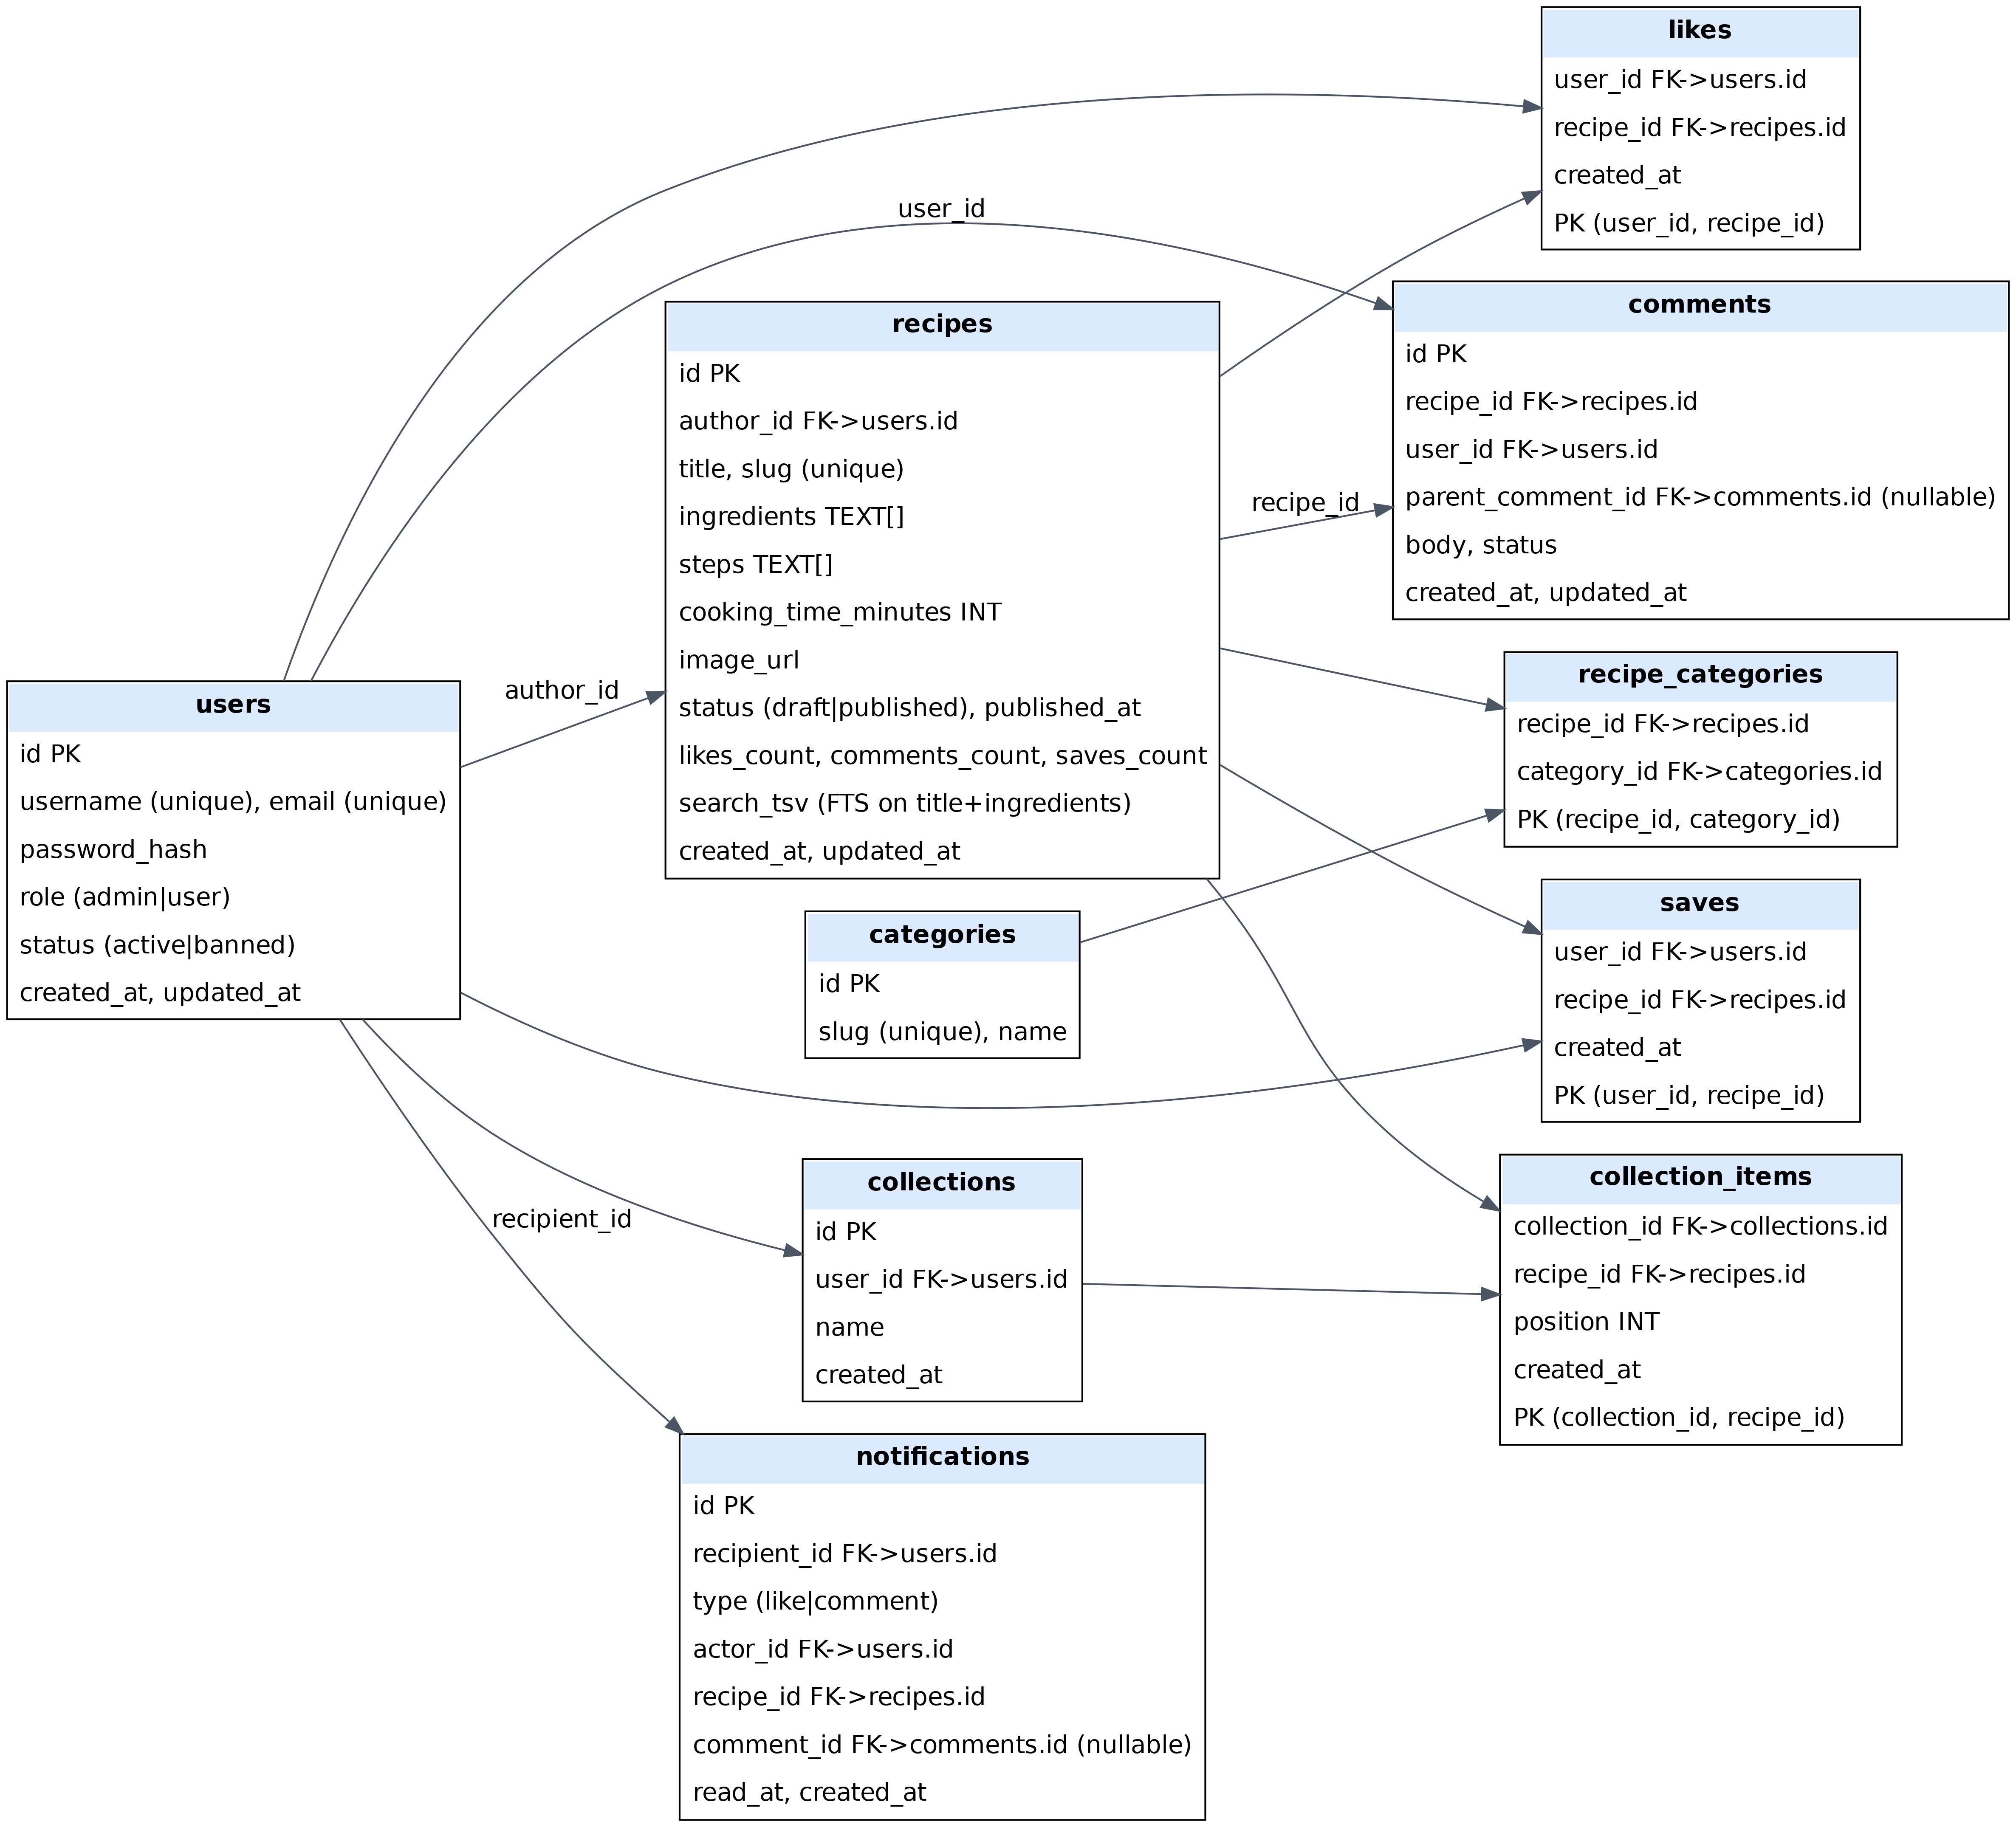 likes
user_id FK->users.id
recipe_id FK->recipes.id
created_at
PK (user_id, recipe_id)
user_id
comments
id PK
recipe_id FK->recipes.id
user_id FK->users.id
parent_comment_id FK->comments.id (nullable)
body, status
created_at, updated_at
recipes
id PK
author_id FK->users.id
title, slug (unique)
ingredients TEXT[]
steps TEXT[]
cooking_time_minutes INT
image_url
status (draft|published), published_at
likes_count, comments_count, saves_count
search_tsv (FTS on title+ingredients)
created_at, updated_at
recipe_id
author_id
users
id PK
username (unique), email (unique)
password_hash
role (admin|user)
status (active|banned)
created_at, updated_at
recipe_categories
recipe_id FK->recipes.id
category_id FK->categories.id
PK (recipe_id, category_id)
categories
id PK
slug (unique), name
saves
user_id FK->users.id
recipe_id FK->recipes.id
created_at
PK (user_id, recipe_id)
collections
id PK
user_id FK->users.id
name
created_at
collection_items
collection_id FK->collections.id
recipe_id FK->recipes.id
position INT
created_at
PK (collection_id, recipe_id)
recipient_id
notifications
id PK
recipient_id FK->users.id
type (like|comment)
actor_id FK->users.id
recipe_id FK->recipes.id
comment_id FK->comments.id (nullable)
read_at, created_at